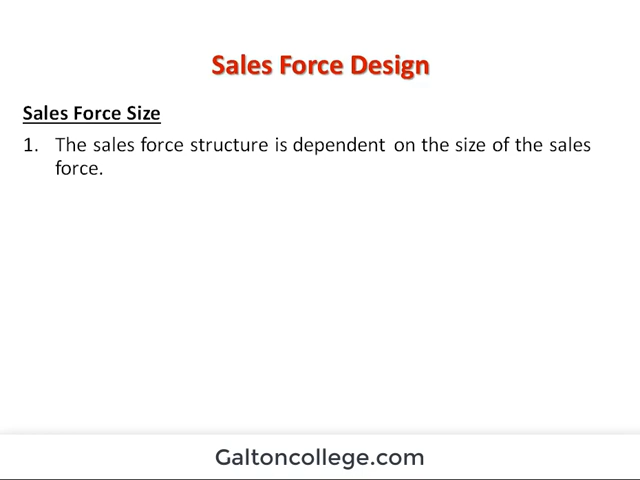 Sales Force Design
Sales Force Size
1. The sales force structure is dependent on the size of the sales
force.
Galtoncollege.com